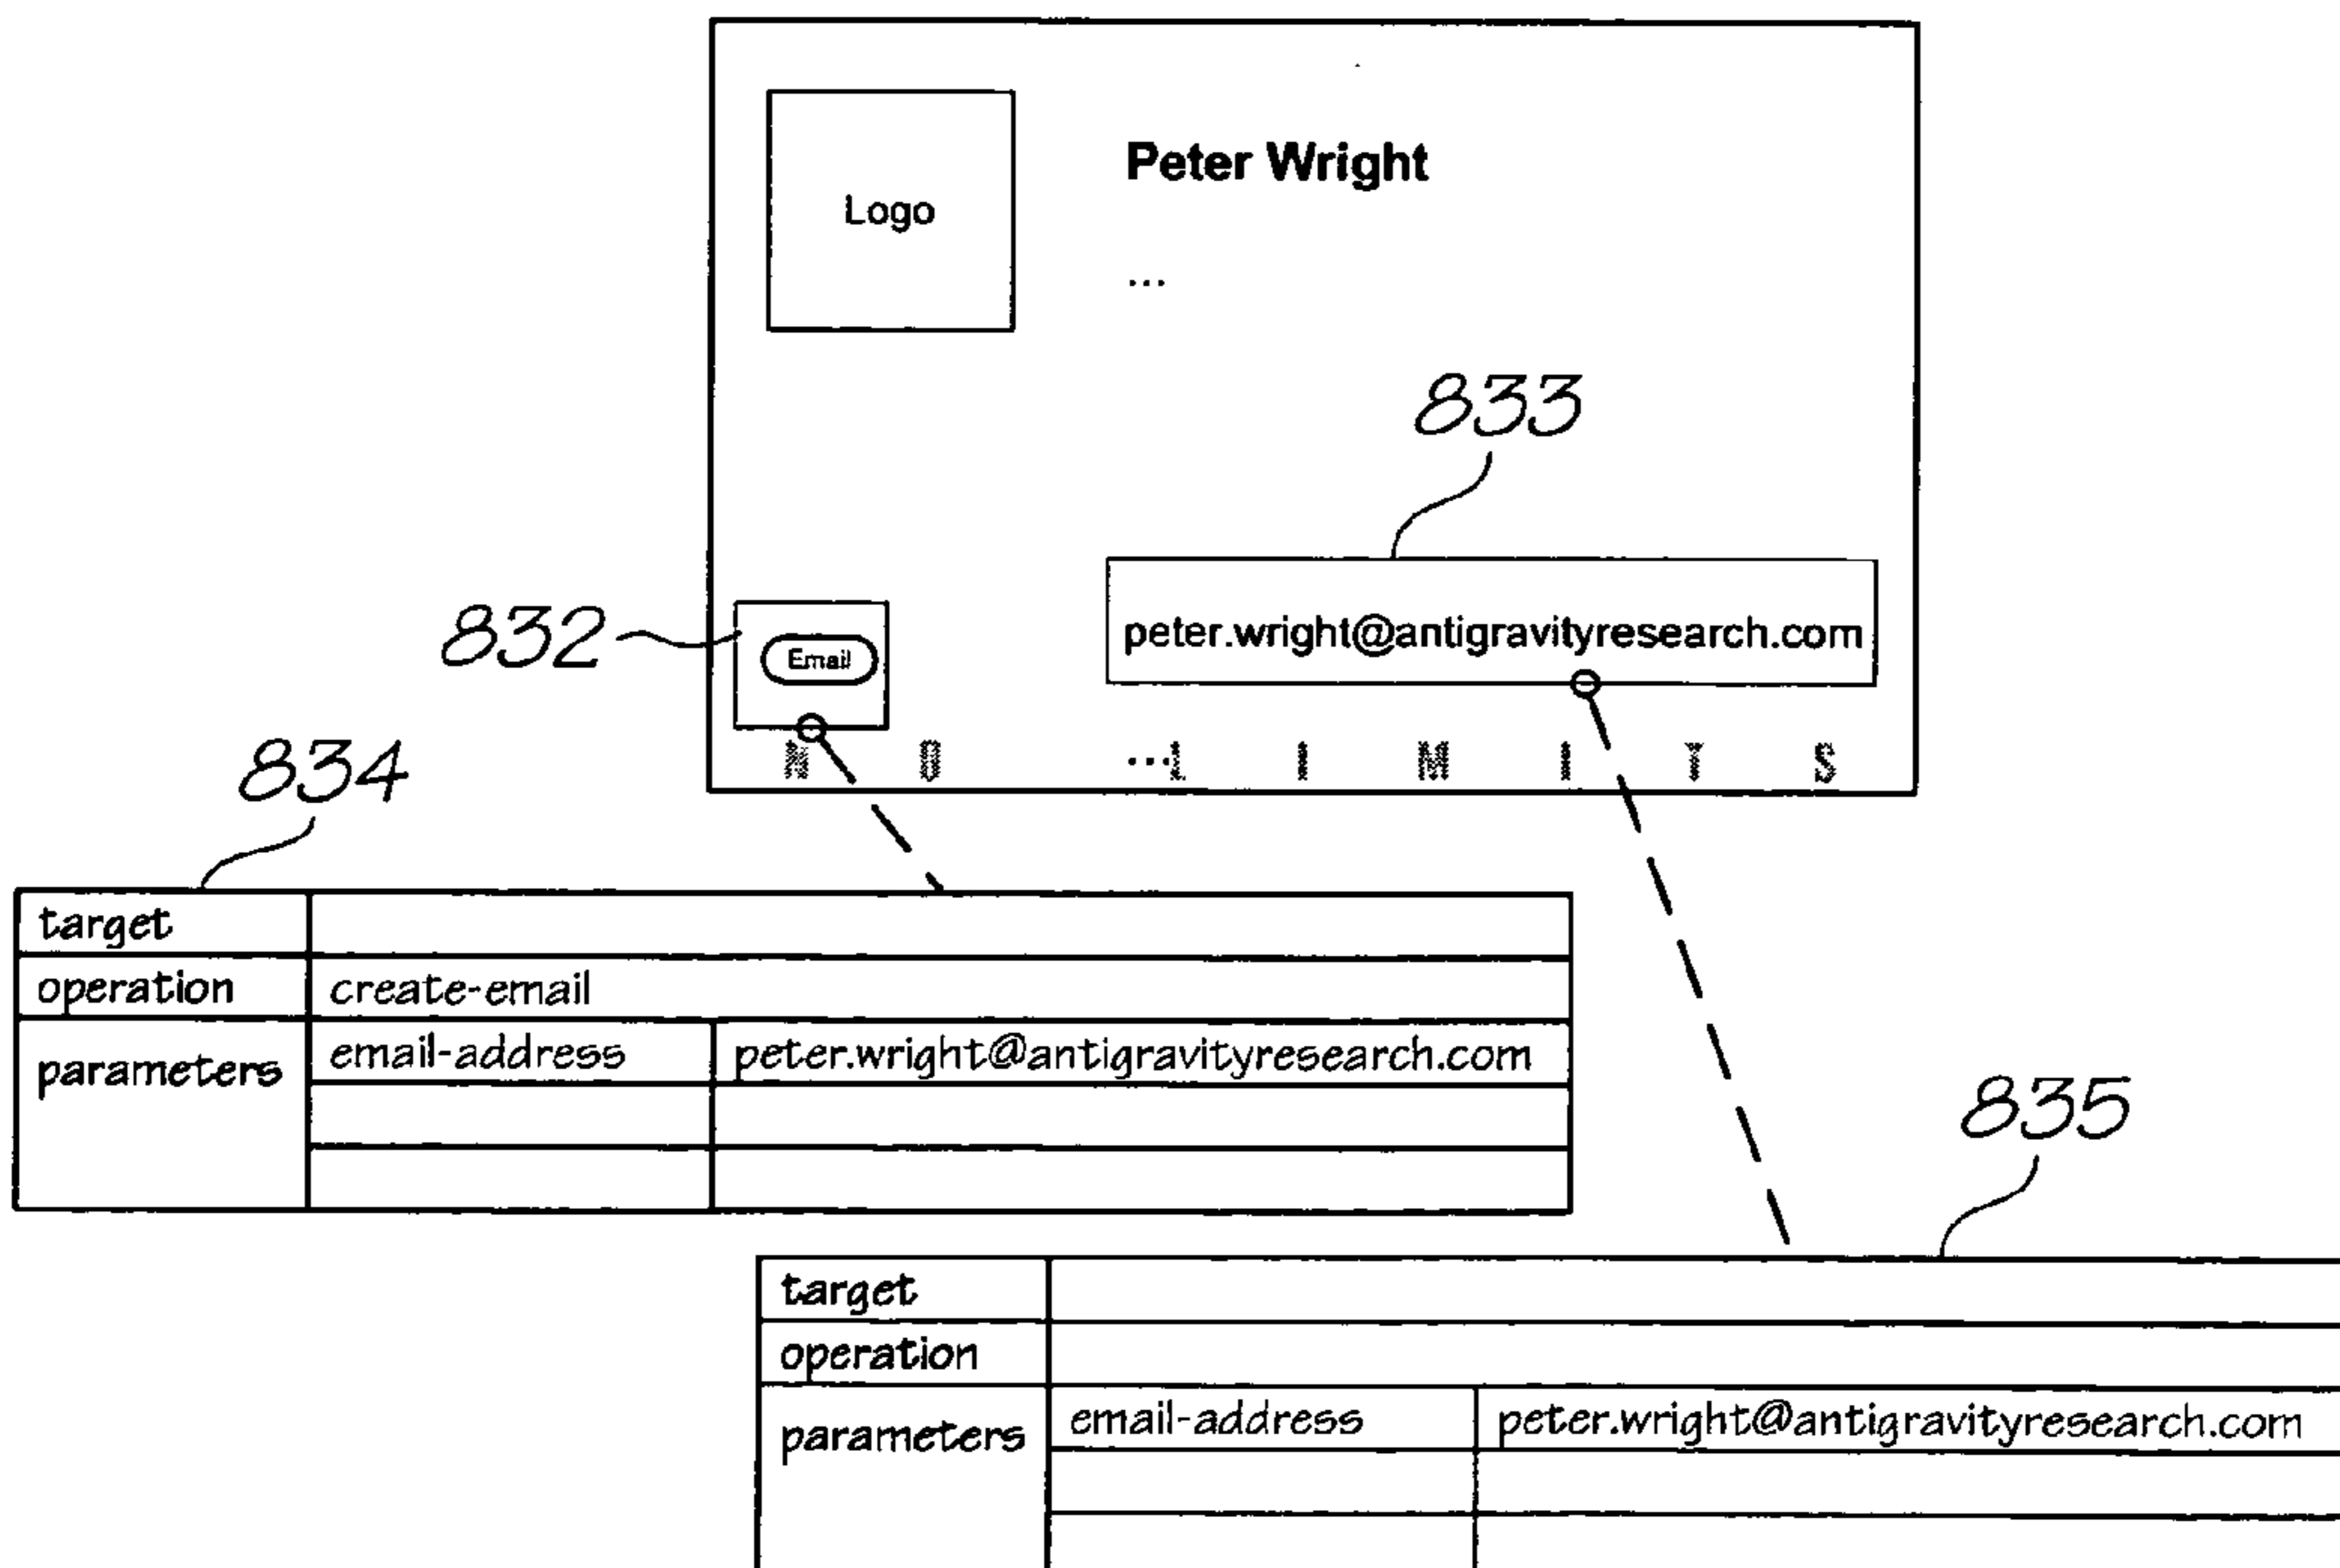 Peter Wright
Logo
...
833
832
Email
peter.wright@antigravityresearch.com
834
target
operation create-email
parameters email-address peter.wright@antigravityresearch.com
835
target
operation
parameters email-address peter.wright@antigravityresearch.com